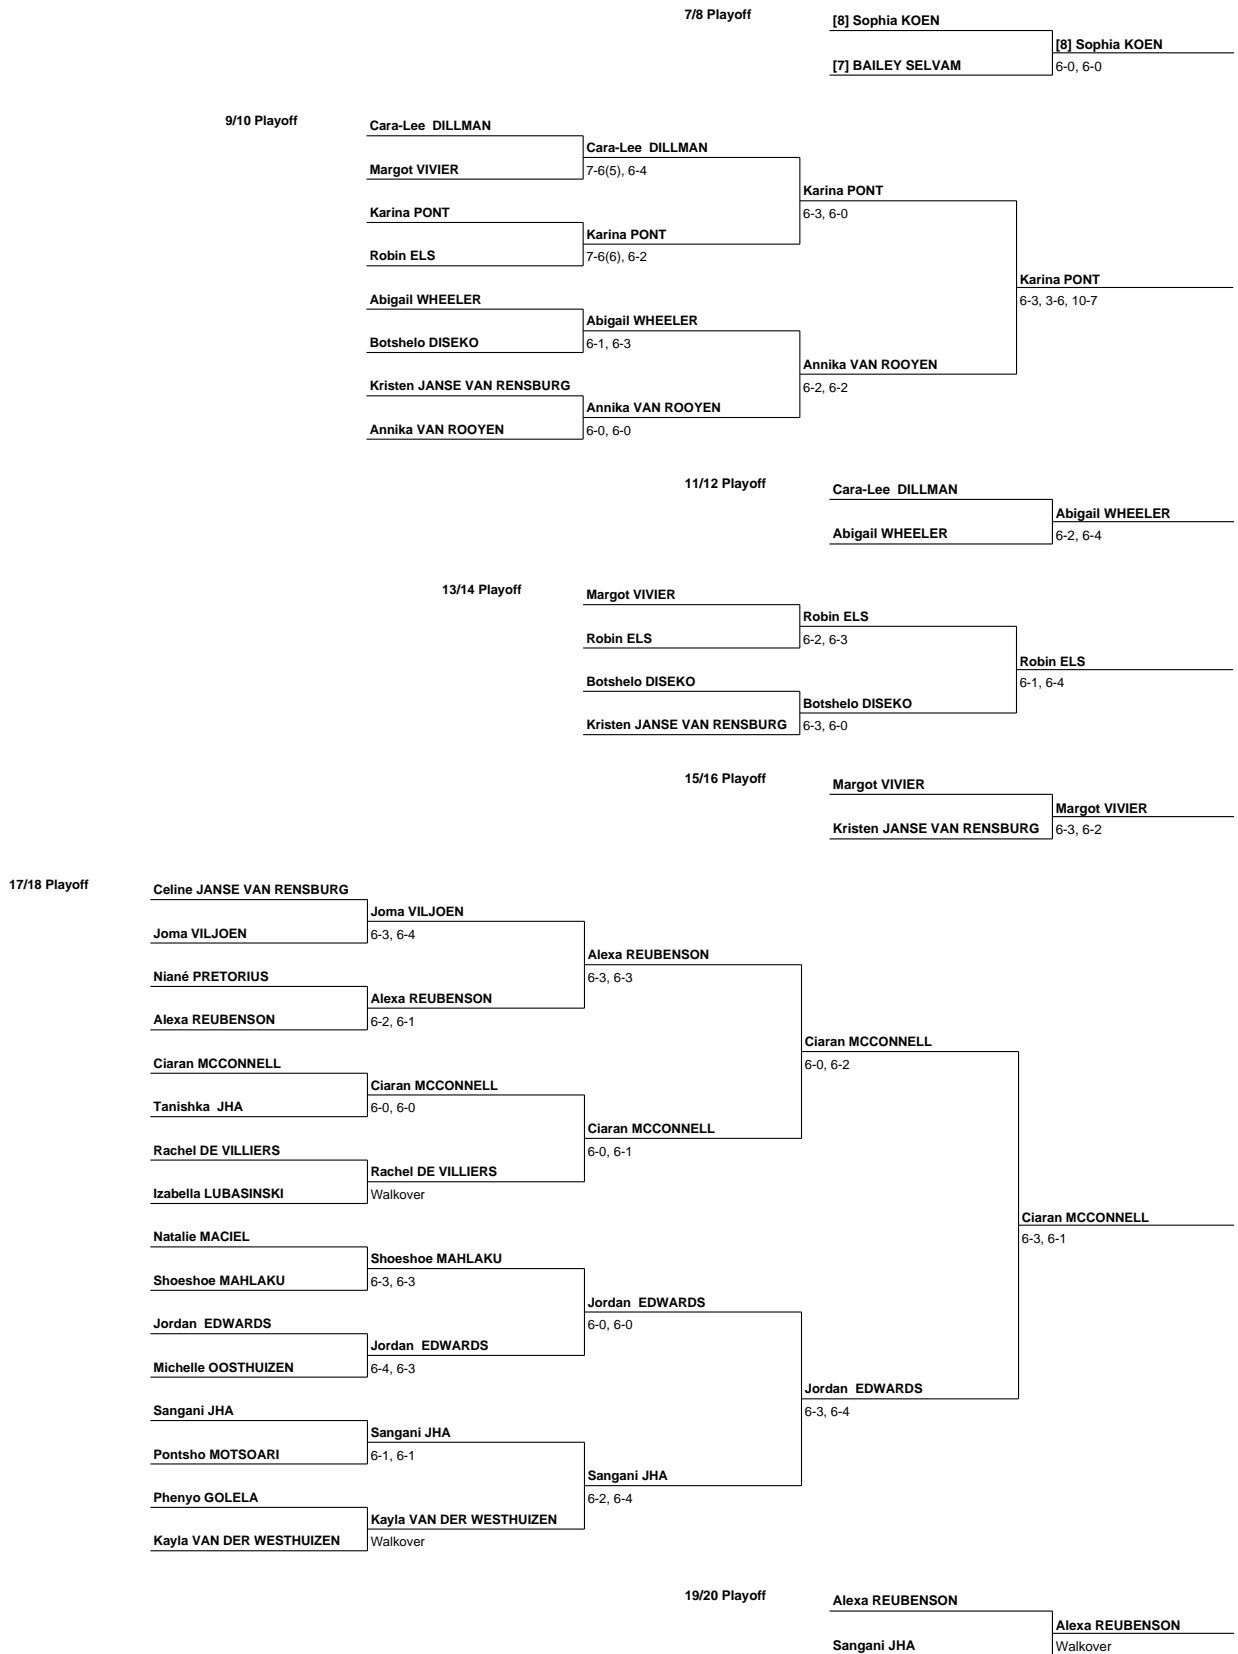 7/8 Playoff
[8] Sophia KOEN
[8] Sophia KOEN
[7] BAILEY SELVAM
6-0, 6-0
9/10 Playoff
Cara-Lee DILLMAN
Cara-Lee DILLMAN
Margot VIVIER
7-6(5), 6-4
Karina PONT
Karina PONT
6-3, 6-0
Karina PONT
Robin ELS
7-6(6), 6-2
Karina PONT
Abigail WHEELER
6-3, 3-6, 10-7
Abigail WHEELER
Botshelo DISEKO
6-1, 6-3
Annika VAN ROOYEN
Kristen JANSE VAN RENSBURG
6-2, 6-2
Annika VAN ROOYEN
Annika VAN ROOYEN
6-0, 6-0
11/12 Playoff
Cara-Lee DILLMAN
Abigail WHEELER
Abigail WHEELER
6-2, 6-4
13/14 Playoff
Margot VIVIER
Robin ELS
Robin ELS
6-2, 6-3
Robin ELS
Botshelo DISEKO
6-1, 6-4
Botshelo DISEKO
Kristen JANSE VAN RENSBURG
6-3, 6-0
15/16 Playoff
Margot VIVIER
Margot VIVIER
Kristen JANSE VAN RENSBURG
6-3, 6-2
17/18 Playoff
Celine JANSE VAN RENSBURG
Joma VILJOEN
Joma VILJOEN
6-3, 6-4
Alexa REUBENSON
Niané PRETORIUS
6-3, 6-3
Alexa REUBENSON
Alexa REUBENSON
6-2, 6-1
Ciaran MCCONNELL
Ciaran MCCONNELL
6-0, 6-2
Ciaran MCCONNELL
Tanishka JHA
6-0, 6-0
Ciaran MCCONNELL
Rachel DE VILLIERS
6-0, 6-1
Rachel DE VILLIERS
Izabella LUBASINSKI
Walkover
Ciaran MCCONNELL
Natalie MACIEL
6-3, 6-1
Shoeshoe MAHLAKU
Shoeshoe MAHLAKU
6-3, 6-3
Jordan EDWARDS
Jordan EDWARDS
6-0, 6-0
Jordan EDWARDS
Michelle OOSTHUIZEN
6-4, 6-3
Jordan EDWARDS
Sangani JHA
6-3, 6-4
Sangani JHA
Pontsho MOTSOARI
6-1, 6-1
Sangani JHA
Phenyo GOLELA
6-2, 6-4
Kayla VAN DER WESTHUIZEN
Kayla VAN DER WESTHUIZEN
Walkover
19/20 Playoff
Alexa REUBENSON
Alexa REUBENSON
Sangani JHA
Walkover